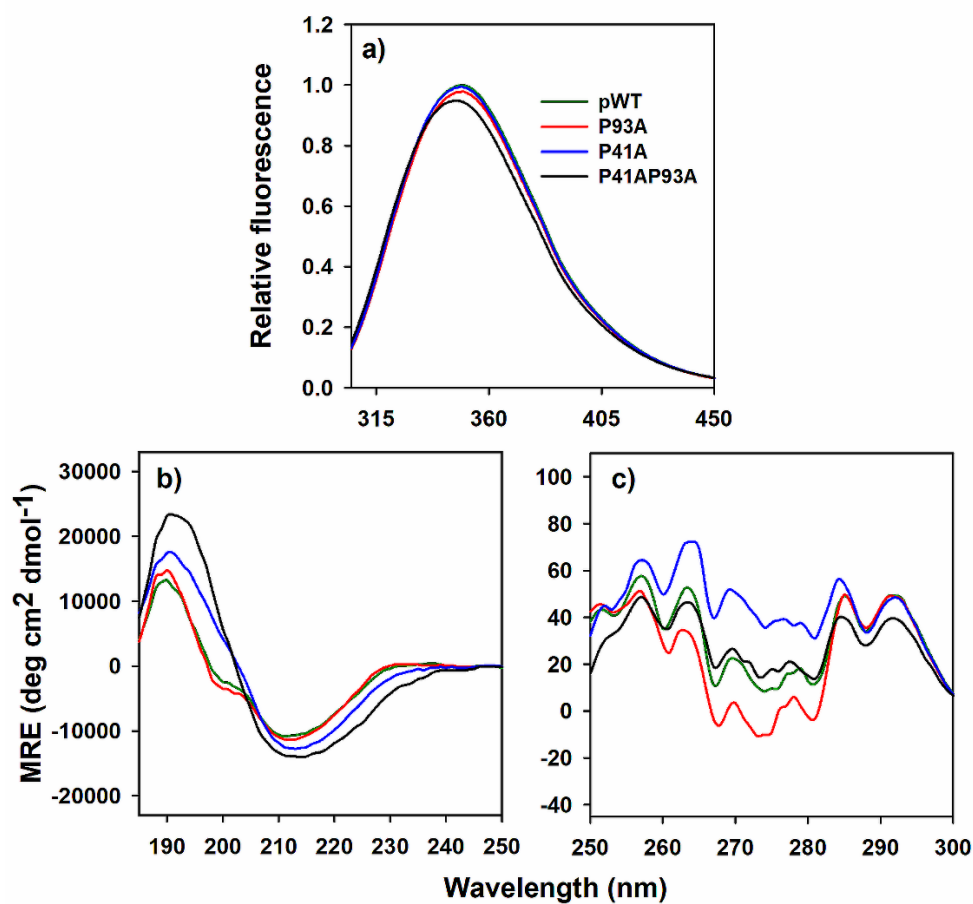 a)
Relative fluorescence
1.2
1.0
0.8
0.6
0.4
0.2
0.0
pWT
P93A
P41A
P41AP93A
315 360 405 450
b)
MRE (deg cm² dmol⁻¹)
30000
20000
10000
0
-10000
-20000
190 200 210 220 230 240 250
c)
100
80
60
40
20
0
-20
-40
250 260 270 280 290 300
Wavelength (nm)